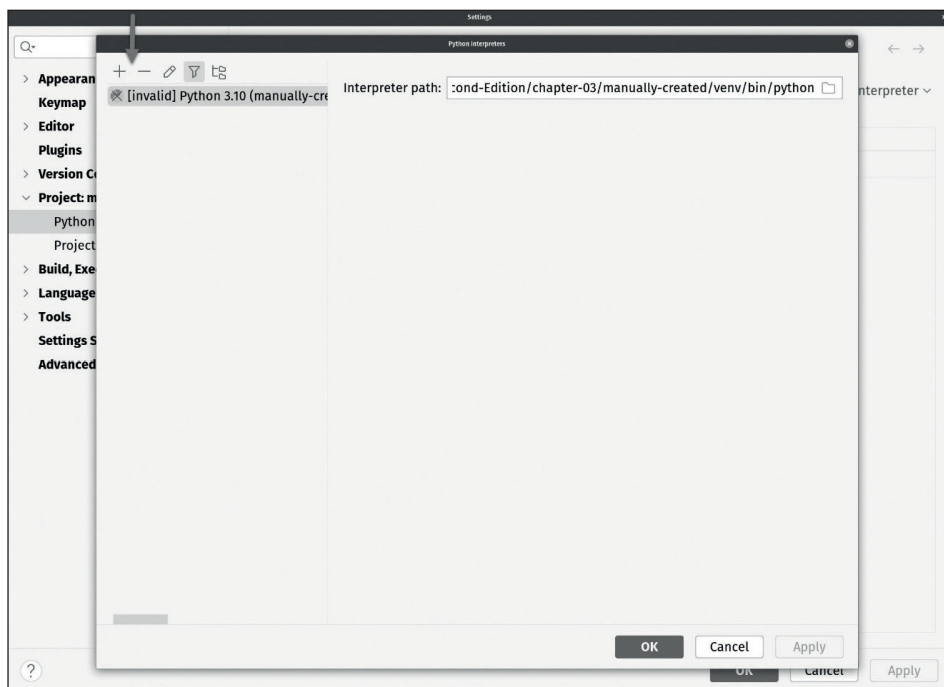 Settings
Python Interpreters
Appearan
Keymap
Editor
Plugins
Version Co
Project: m
Python
Project
Build, Exe
Language
Tools
Settings S
Advanced
[invalid] Python 3.10 (manually-cre
Interpreter path: :ond-Edition/chapter-03/manually-created/venv/bin/python
nterpreter
OK Cancel Apply
? OK Cancel Apply